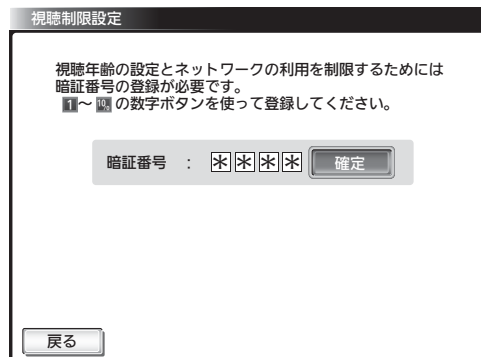 視聴制限設定
視聴年齢の設定とネットワークの利用を制限するためには
暗証番号の登録が必要です。
1～10 の数字ボタンを使って登録してください。
暗証番号 ： ＊＊＊＊ 確定
戻る